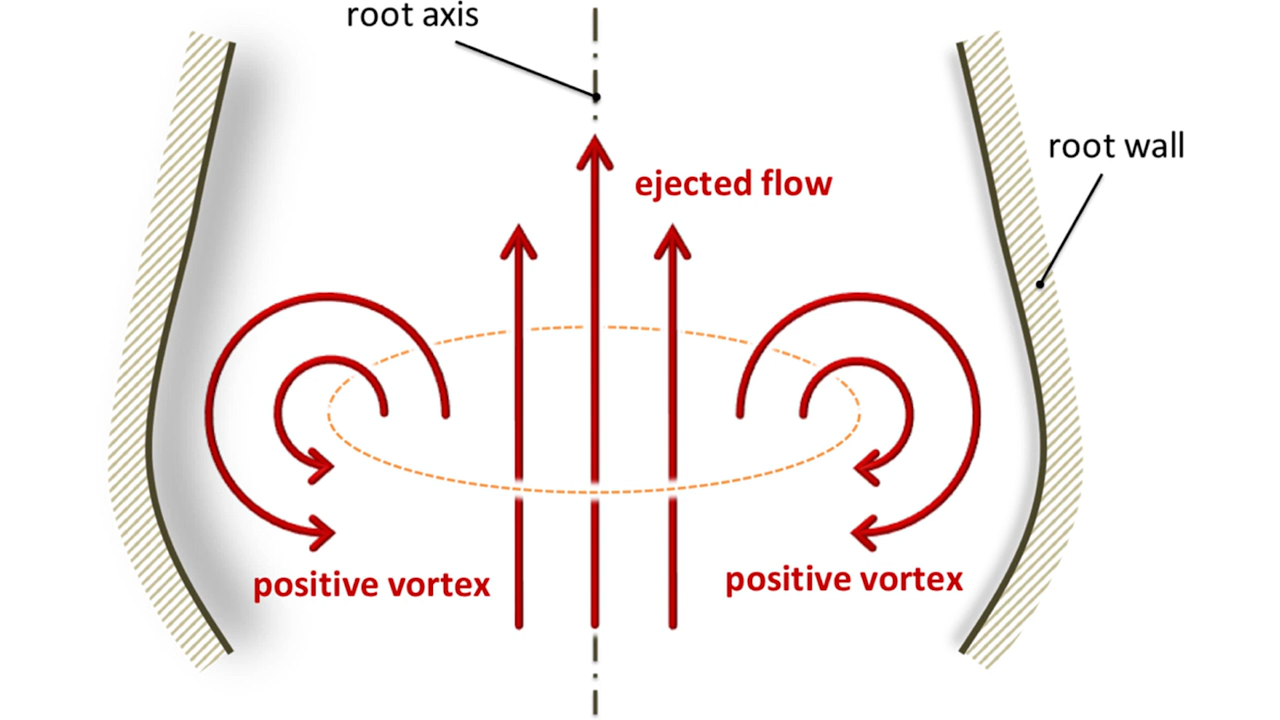 root axis
root wall
ejected flow
positive vortex
positive vortex